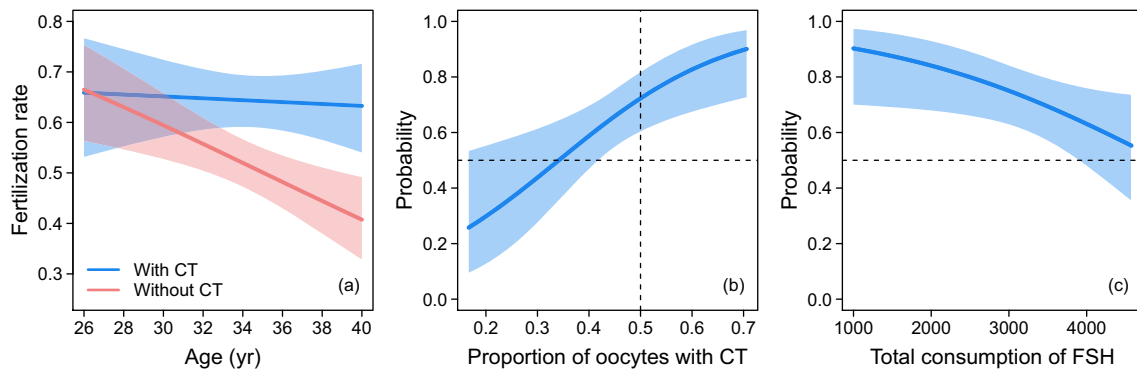 Fertilization rate
0.8
0.7
0.6
0.5
0.4
0.3
With CT
Without CT
(a)
26 28 30 32 34 36 38 40
Age (yr)
Probability
1.0
0.8
0.6
0.4
0.2
0.0
(b)
0.2 0.3 0.4 0.5 0.6 0.7
Proportion of oocytes with CT
Probability
1.0
0.8
0.6
0.4
0.2
0.0
(c)
1000 2000 3000 4000
Total consumption of FSH